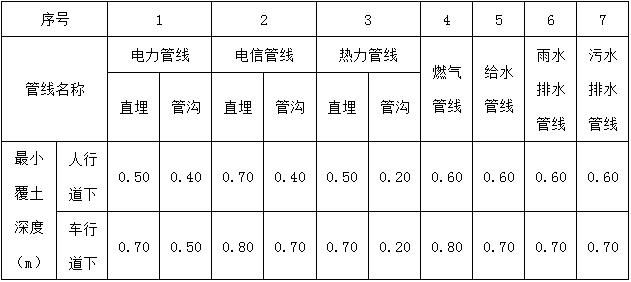 序号 1 2 3 4 5 6 7
管线名称 电力管线 电信管线 热力管线 燃气管线 给水管线 雨水排水管线 污水排水管线
直埋 管沟 直埋 管沟 直埋 管沟
最小覆土深度（m） 人行道下 0.50 0.40 0.70 0.40 0.50 0.20 0.60 0.60 0.60 0.60
车行道下 0.70 0.50 0.80 0.70 0.70 0.20 0.80 0.70 0.70 0.70